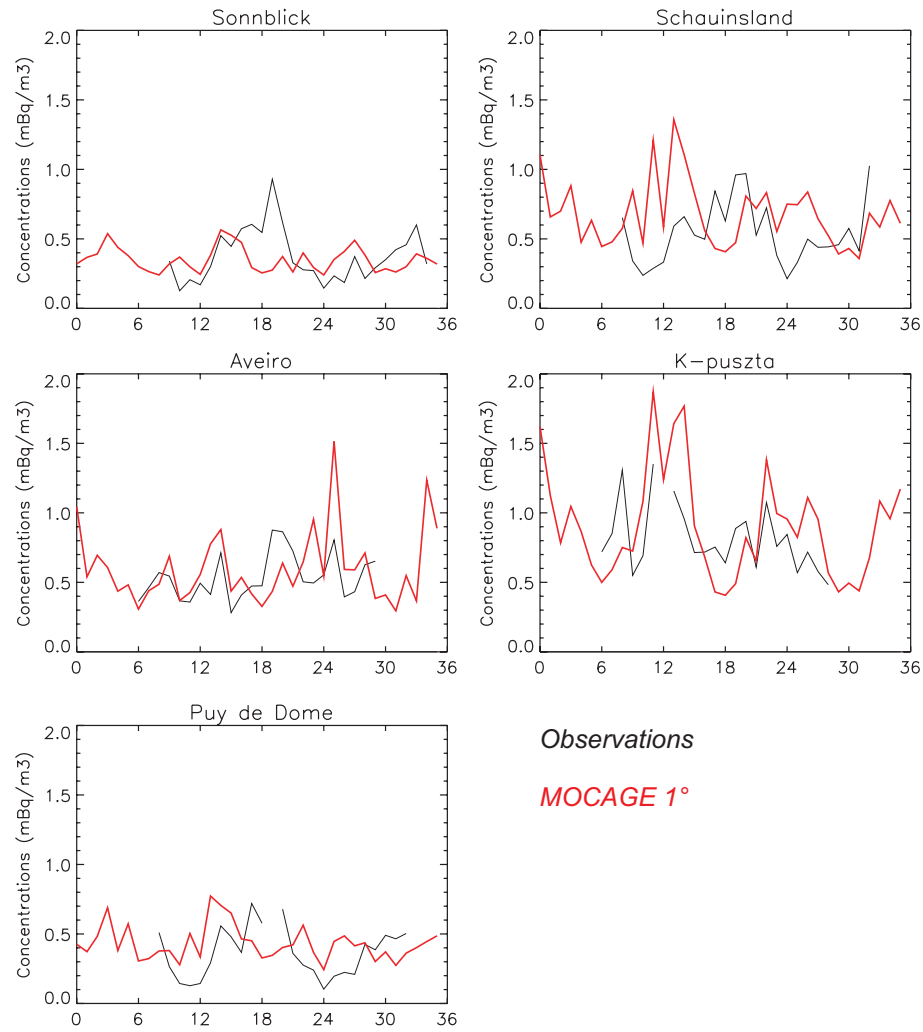 Sonnblick
Concentrations (mBq/m3)
2.0
1.5
1.0
0.5
0.0
0 6 12 18 24 30 36
Schauinsland
Concentrations (mBq/m3)
2.0
1.5
1.0
0.5
0.0
0 6 12 18 24 30 36
Aveiro
Concentrations (mBq/m3)
2.0
1.5
1.0
0.5
0.0
0 6 12 18 24 30 36
K-puszta
Concentrations (mBq/m3)
2.0
1.5
1.0
0.5
0.0
0 6 12 18 24 30 36
Puy de Dome
Concentrations (mBq/m3)
2.0
1.5
1.0
0.5
0.0
0 6 12 18 24 30 36
Observations
MOCAGE 1°